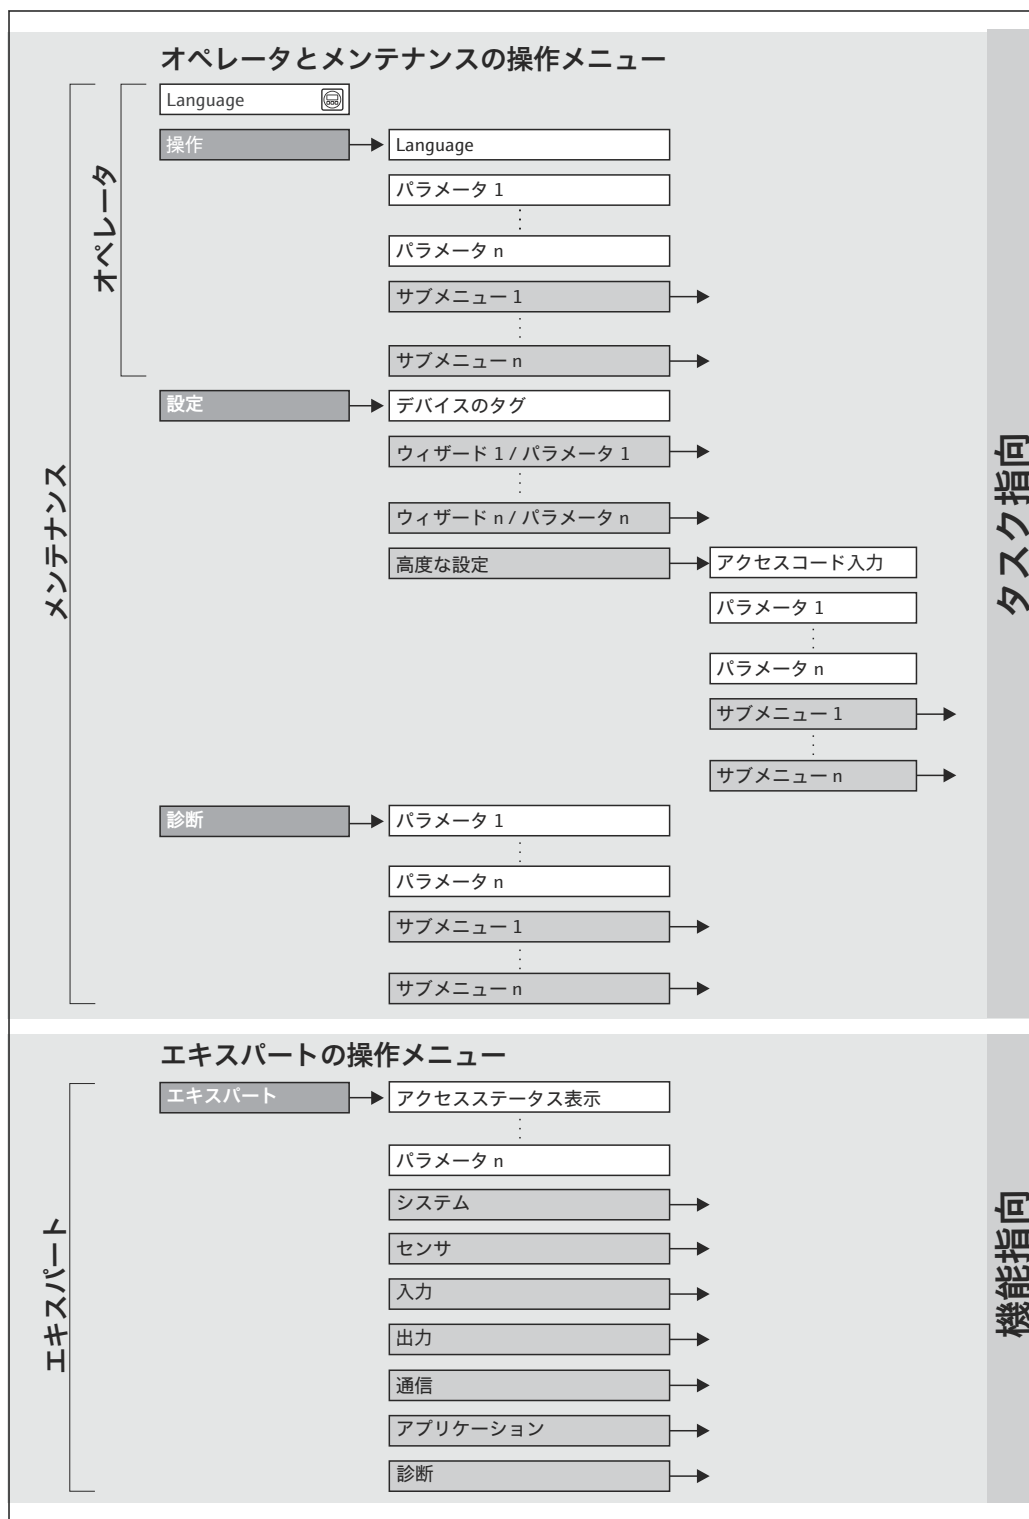 オペレータとメンテナンスの操作メニュー
Language
操作
Language
パラメータ 1
パラメータ n
サブメニュー 1
サブメニュー n
オペレータ
設定
デバイスのタグ
ウィザード 1 / パラメータ 1
ウィザード n / パラメータ n
高度な設定
アクセスコード入力
パラメータ 1
パラメータ n
サブメニュー 1
サブメニュー n
メンテナンス
タスク指向
診断
パラメータ 1
パラメータ n
サブメニュー 1
サブメニュー n
エキスパートの操作メニュー
エキスパート
アクセスステータス表示
パラメータ n
システム
センサ
入力
出力
通信
アプリケーション
診断
エキスパート
機能指向